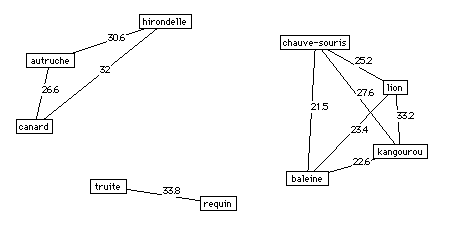 hirondelle
30.6
autruche
32
26.6
canard
truite
33.8
requin
chauve-souris
25.2
lion
27.6
21.5
33.2
23.4
kangourou
22.6
baleine